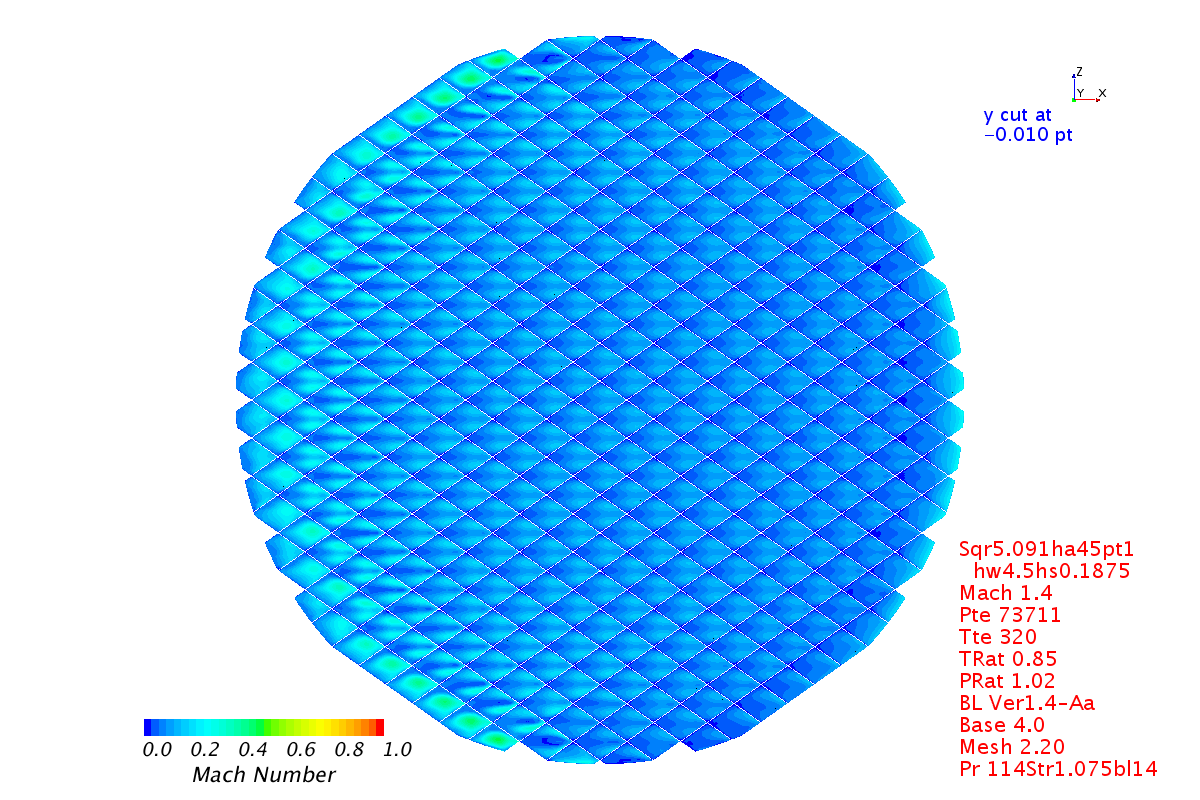 Z
Y X
y cut at
−0.010 pt
Sqr5.091ha45pt1
hw4.5hs0.1875
Mach 1.4
Pte 73711
Tte 320
TRat 0.85
PRat 1.02
BL Ver1.4−Aa
Base 4.0
Mesh 2.20
Pr 114Str1.075bl14
0.0 0.2 0.4 0.6 0.8 1.0
Mach Number